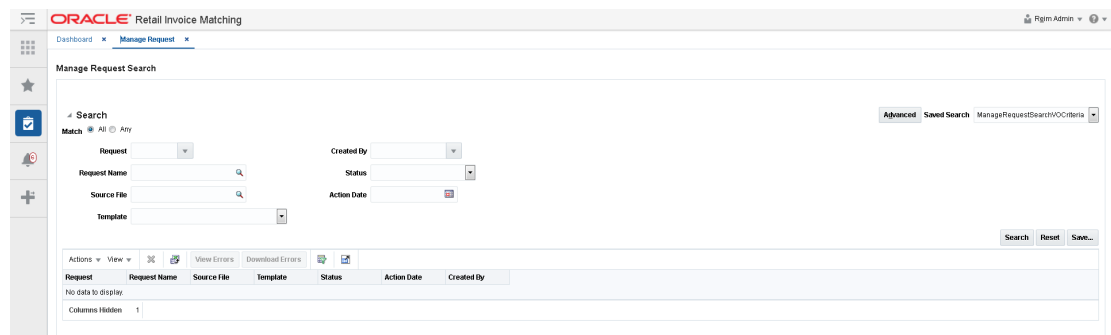 ORACLE® Retail Invoice Matching
Rgim Admin
Dashboard × Manage Request ×
Manage Request Search
Search
Advanced Saved Search ManageRequestSearchVOCriteria
Match All Any
Request Created By
Request Name Status
Source File Action Date
Template
Search Reset Save...
Actions View View Errors Download Errors
Request Request Name Source File Template Status Action Date Created By
No data to display.
Columns Hidden 1
6